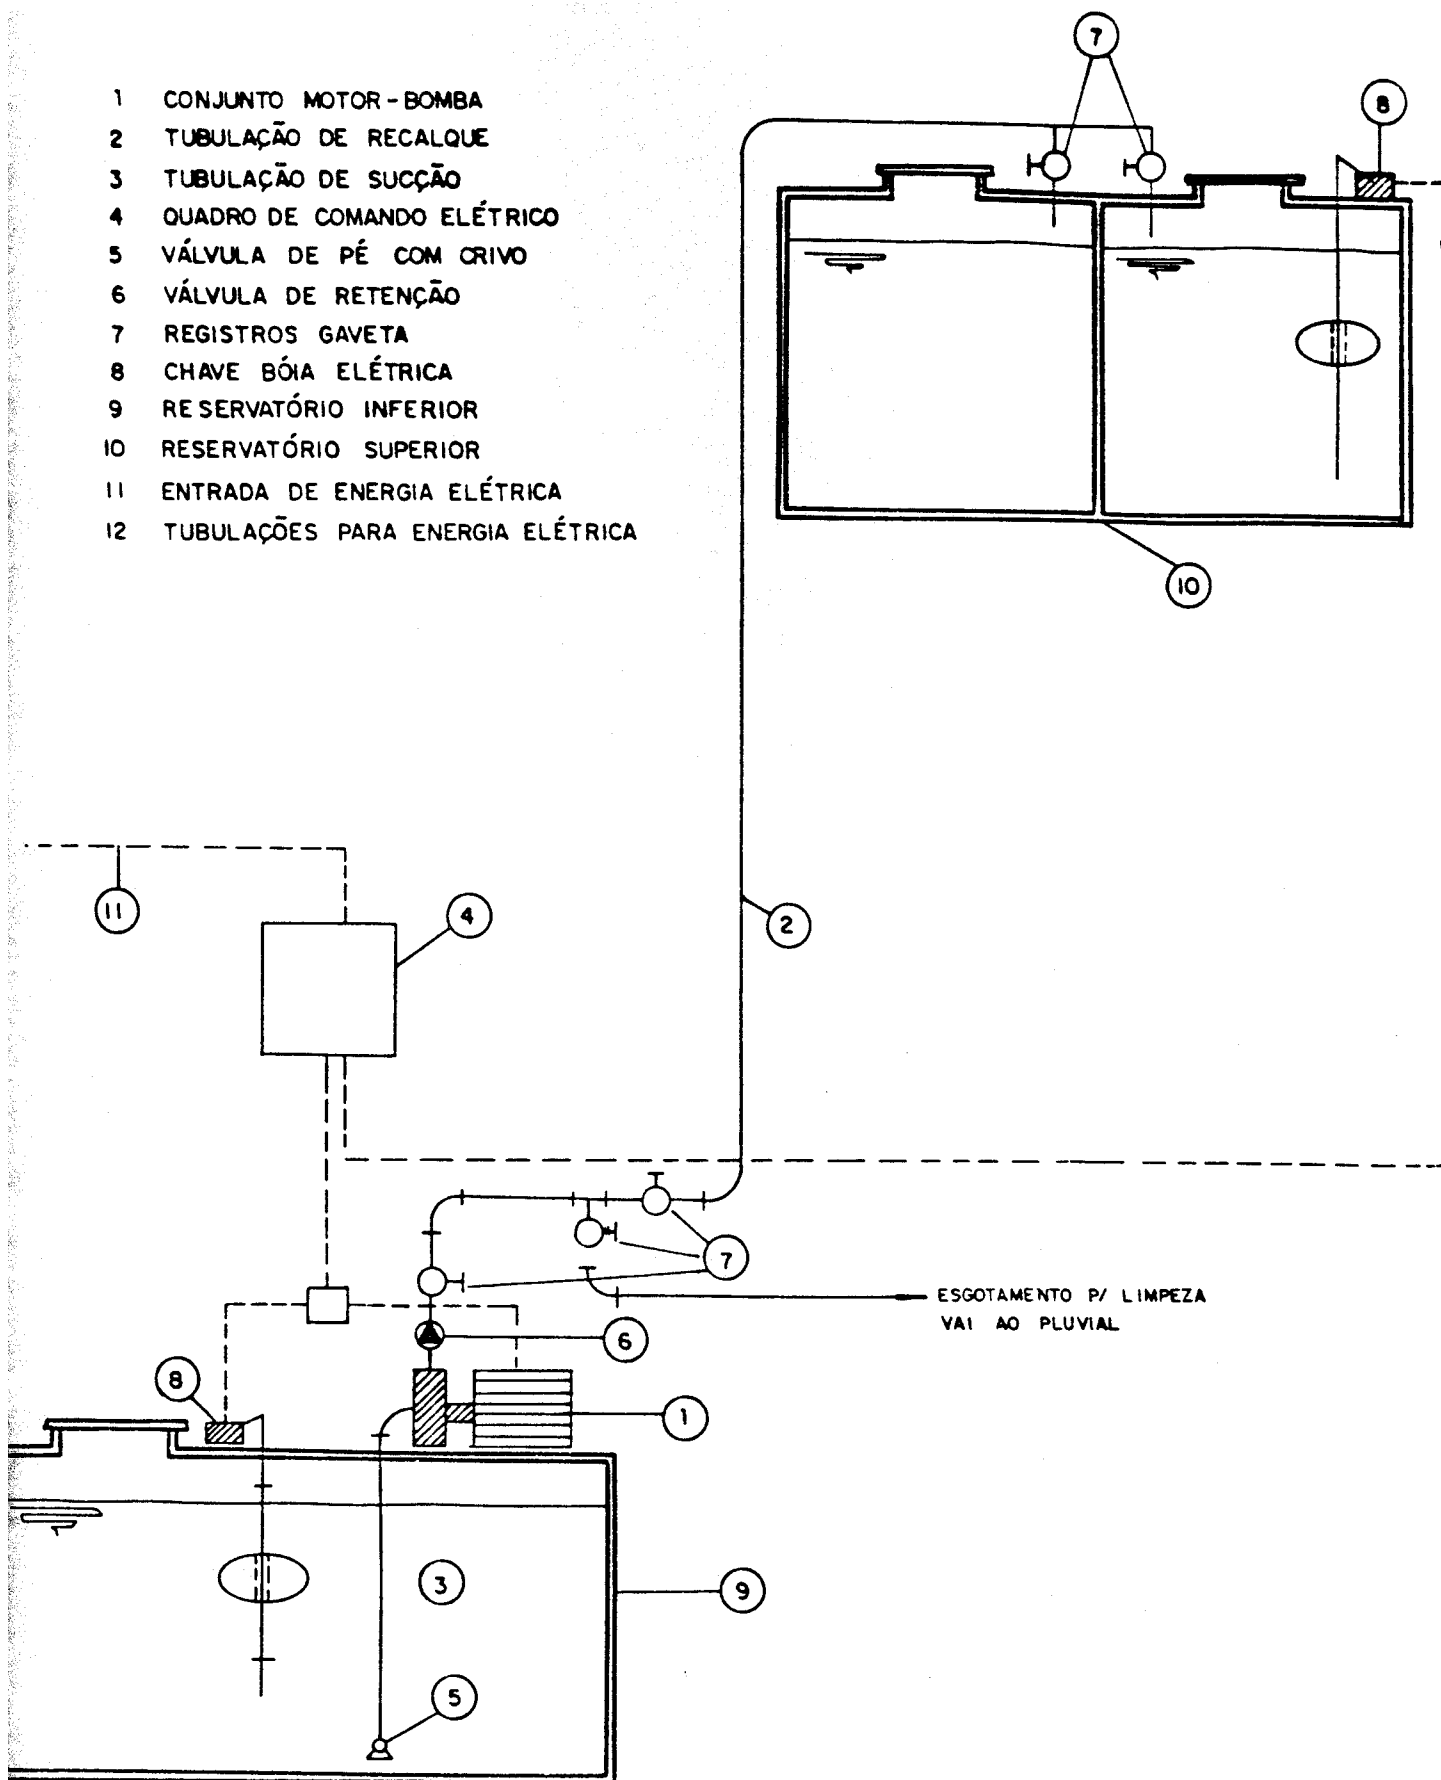 1 CONJUNTO MOTOR-BOMBA
2 TUBULAÇÃO DE RECALQUE
3 TUBULAÇÃO DE SUCÇÃO
4 QUADRO DE COMANDO ELÉTRICO
5 VÁLVULA DE PÉ COM CRIVO
6 VÁLVULA DE RETENÇÃO
7 REGISTROS GAVETA
8 CHAVE BÓIA ELÉTRICA
9 RESERVATÓRIO INFERIOR
10 RESERVATÓRIO SUPERIOR
11 ENTRADA DE ENERGIA ELÉTRICA
12 TUBULAÇÕES PARA ENERGIA ELÉTRICA
7
8
10
11
4
2
7
ESGOTAMENTO P/ LIMPEZA
VAI AO PLUVIAL
6
8
1
3
9
5